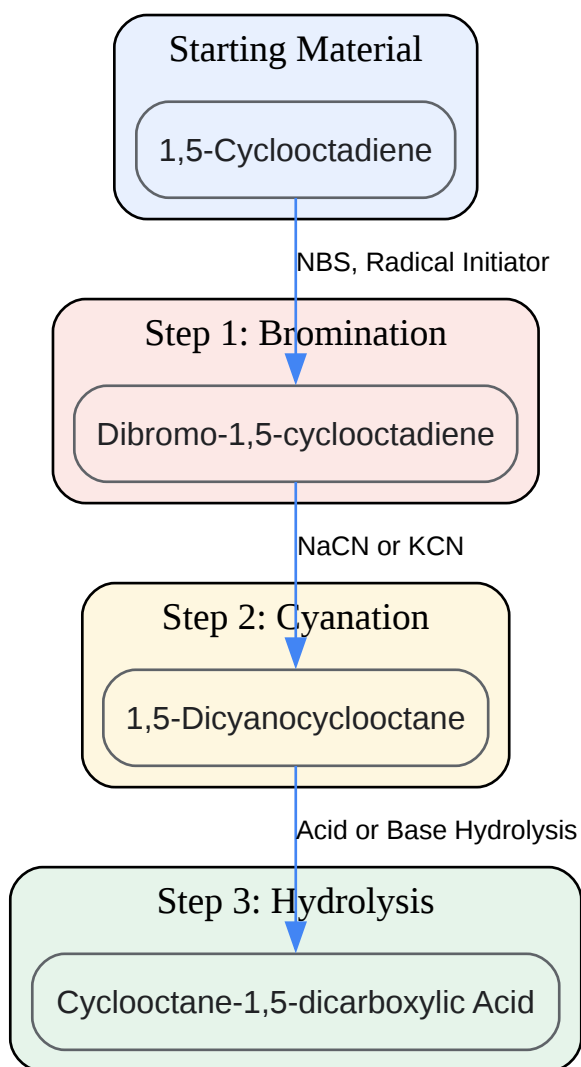 Starting Material
1,5-Cyclooctadiene
NBS, Radical Initiator
Step 1: Bromination
Dibromo-1,5-cyclooctadiene
NaCN or KCN
Step 2: Cyanation
1,5-Dicyanocyclooctane
Acid or Base Hydrolysis
Step 3: Hydrolysis
Cyclooctane-1,5-dicarboxylic Acid